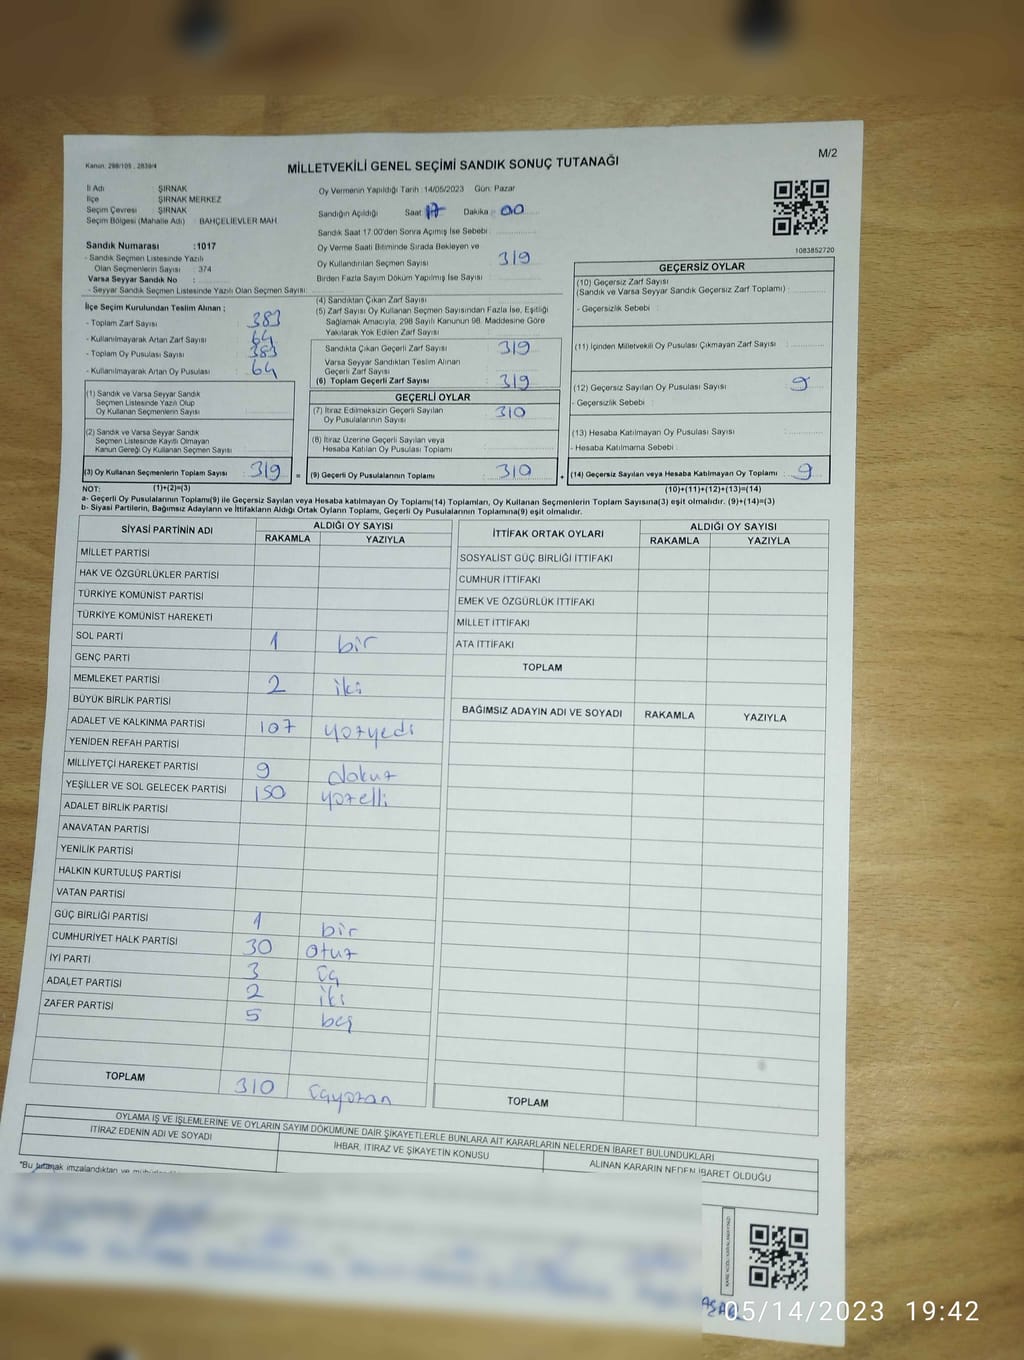 Kanun: 298/105 , 2839/4
MİLLETVEKİLİ GENEL SEÇİMİ SANDIK SONUÇ TUTANAĞI
M/2
İl Adı : ŞIRNAK
İlçe : ŞIRNAK MERKEZ
Seçim Çevresi : ŞIRNAK
Seçim Bölgesi (Mahalle Adı) : BAHÇELİEVLER MAH.
Sandık Numarası :1017
- Sandık Seçmen Listesinde Yazılı
Olan Seçmenlerin Sayısı : 374
Varsa Seyyar Sandık No :
- Seyyar Sandık Seçmen Listesinde Yazılı Olan Seçmen Sayısı:
Oy Vermenin Yapıldığı Tarih :14/05/2023 Gün: Pazar
Sandığın Açıldığı Saat : 17 Dakika : 00
Sandık Saat 17.00'den Sonra Açılmış İse Sebebi :
Oy Verme Saati Bitiminde Sırada Bekleyen ve
Oy Kullandırılan Seçmen Sayısı : 319
Birden Fazla Sayım Döküm Yapılmış İse Sayısı :
1083852720
İlçe Seçim Kurulundan Teslim Alınan ;
- Toplam Zarf Sayısı : 383
- Kullanılmayarak Artan Zarf Sayısı : 64
- Toplam Oy Pusulası Sayısı : 383
- Kullanılmayarak Artan Oy Pusulası : 64
(1) Sandık ve Varsa Seyyar Sandık
Seçmen Listesinde Yazılı Olup
Oy Kullanan Seçmenlerin Sayısı :
(2) Sandık ve Varsa Seyyar Sandık
Seçmen Listesinde Kayıtlı Olmayan
Kanun Gereği Oy Kullanan Seçmen Sayısı :
(3) Oy Kullanan Seçmenlerin Toplam Sayısı : 319
(4) Sandıktan Çıkan Zarf Sayısı :
(5) Zarf Sayısı Oy Kullanan Seçmen Sayısından Fazla İse, Eşitliği
Sağlamak Amacıyla, 298 Sayılı Kanunun 98. Maddesine Göre
Yakılarak Yok Edilen Zarf Sayısı :
Sandıkta Çıkan Geçerli Zarf Sayısı : 319
Varsa Seyyar Sandıktan Teslim Alınan
Geçerli Zarf Sayısı :
(6) Toplam Geçerli Zarf Sayısı : 319
GEÇERLİ OYLAR
(7) İtiraz Edilmeksizin Geçerli Sayılan
Oy Pusulalarının Sayısı : 310
(8) İtiraz Üzerine Geçerli Sayılan veya
Hesaba Katılan Oy Pusulası Toplamı :
= (9) Geçerli Oy Pusulalarının Toplamı : 310
GEÇERSİZ OYLAR
(10) Geçersiz Zarf Sayısı
(Sandık ve Varsa Seyyar Sandık Geçersiz Zarf Toplamı) :
- Geçersizlik Sebebi :
(11) İçinden Milletvekili Oy Pusulası Çıkmayan Zarf Sayısı :
(12) Geçersiz Sayılan Oy Pusulası Sayısı : 9
- Geçersizlik Sebebi :
(13) Hesaba Katılmayan Oy Pusulası Sayısı :
- Hesaba Katılmama Sebebi :
+ (14) Geçersiz Sayılan veya Hesaba Katılmayan Oy Toplamı : 9
NOT: (1)+(2)=(3) (10)+(11)+(12)+(13)=(14)
a- Geçerli Oy Pusulalarının Toplamı(9) ile Geçersiz Sayılan veya Hesaba katılmayan Oy Toplamı(14) Toplamları, Oy Kullanan Seçmenlerin Toplam Sayısına(3) eşit olmalıdır. (9)+(14)=(3)
b- Siyasi Partilerin, Bağımsız Adayların ve İttifakların Aldığı Ortak Oyların Toplamı, Geçerli Oy Pusulalarının Toplamına(9) eşit olmalıdır.
SİYASİ PARTİNİN ADI ALDIĞI OY SAYISI
RAKAMLA YAZIYLA
MİLLET PARTİSİ
HAK VE ÖZGÜRLÜKLER PARTİSİ
TÜRKİYE KOMÜNİST PARTİSİ
TÜRKİYE KOMÜNİST HAREKETİ
SOL PARTİ 1 bir
GENÇ PARTİ
MEMLEKET PARTİSİ 2 iki
BÜYÜK BİRLİK PARTİSİ
ADALET VE KALKINMA PARTİSİ 107 yüzyedi
YENİDEN REFAH PARTİSİ
MİLLİYETÇİ HAREKET PARTİSİ 9 dokuz
YEŞİLLER VE SOL GELECEK PARTİSİ 150 yüzelli
ADALET BİRLİK PARTİSİ
ANAVATAN PARTİSİ
YENİLİK PARTİSİ
HALKIN KURTULUŞ PARTİSİ
VATAN PARTİSİ
GÜÇ BİRLİĞİ PARTİSİ 1 bir
CUMHURİYET HALK PARTİSİ 30 otuz
İYİ PARTİ 3 üç
ADALET PARTİSİ 2 iki
ZAFER PARTİSİ 5 beş
TOPLAM 310 üçyüzon
İTTİFAK ORTAK OYLARI ALDIĞI OY SAYISI
RAKAMLA YAZIYLA
SOSYALİST GÜÇ BİRLİĞİ İTTİFAKI
CUMHUR İTTİFAKI
EMEK VE ÖZGÜRLÜK İTTİFAKI
MİLLET İTTİFAKI
ATA İTTİFAKI
TOPLAM
BAĞIMSIZ ADAYIN ADI VE SOYADI RAKAMLA YAZIYLA
TOPLAM
OYLAMA İŞ VE İŞLEMLERİNE VE OYLARIN SAYIM DÖKÜMÜNE DAİR ŞİKAYETLERLE BUNLARA AİT KARARLARIN NELERDEN İBARET BULUNDUKLARI
İTİRAZ EDENİN ADI VE SOYADI İHBAR, İTİRAZ VE ŞİKAYETİN KONUSU ALINAN KARARIN NEDEN İBARET OLDUĞU
*Bu tutanak imzalandıktan ve
05/14/2023 19:42